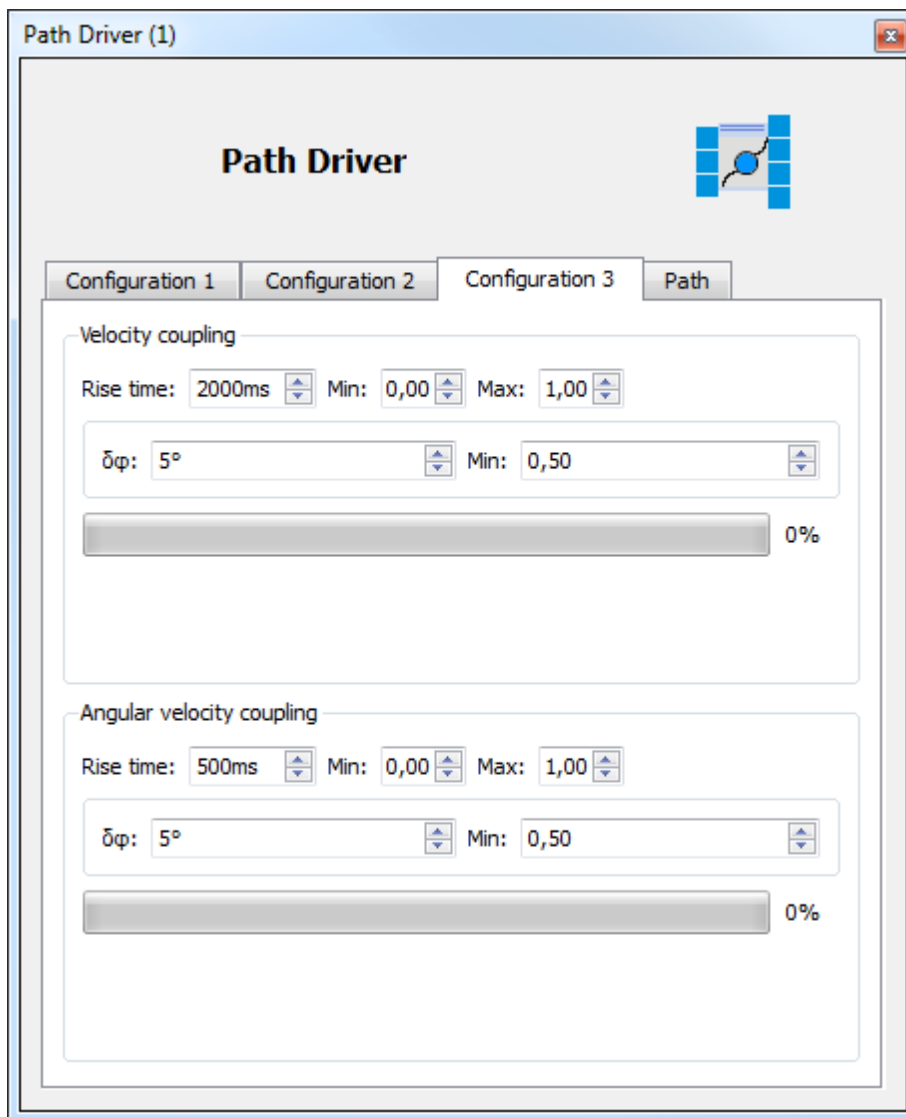 Path Driver (1)
Path Driver
Configuration 1 Configuration 2 Configuration 3 Path
Velocity coupling
Rise time: 2000ms Min: 0,00 Max: 1,00
δφ: 5° Min: 0,50
0%
Angular velocity coupling
Rise time: 500ms Min: 0,00 Max: 1,00
δφ: 5° Min: 0,50
0%